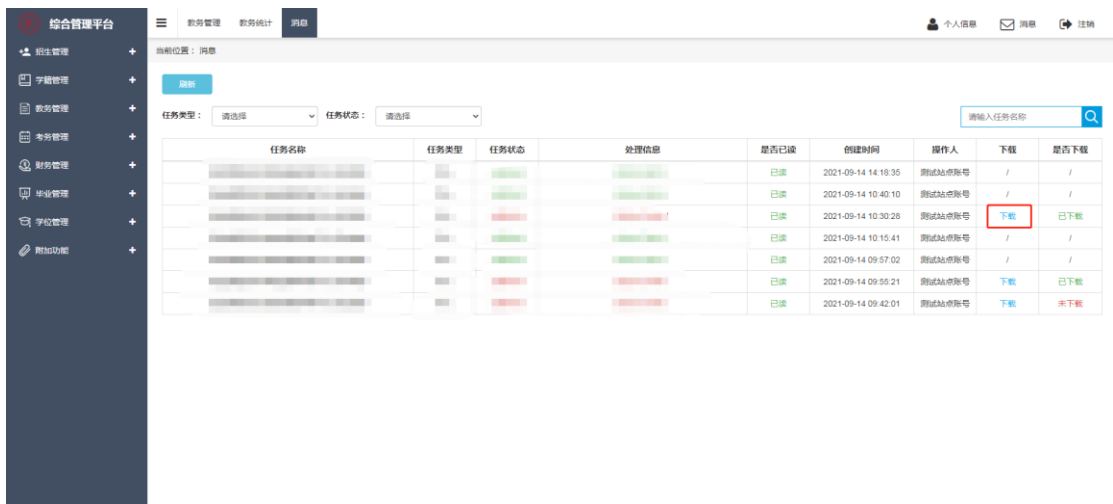 综合管理平台 教务管理 教务统计 消息 个人信息 消息 注销
招生管理 +
当前位置： 消息
学籍管理 +
刷新
教务管理 +
任务类型： 请选择 任务状态： 请选择 请输入任务名称
考务管理 +
财务管理 +
毕业管理 +
学位管理 +
附加功能 +
任务名称 任务类型 任务状态 处理信息 是否已读 创建时间 操作人 下载 是否下载
已读 2021-09-14 14:18:35 测试站点账号 / /
已读 2021-09-14 10:40:10 测试站点账号 / /
已读 2021-09-14 10:30:28 测试站点账号 下载 已下载
已读 2021-09-14 10:15:41 测试站点账号 / /
已读 2021-09-14 09:57:02 测试站点账号 / /
已读 2021-09-14 09:55:21 测试站点账号 下载 已下载
已读 2021-09-14 09:42:01 测试站点账号 下载 未下载